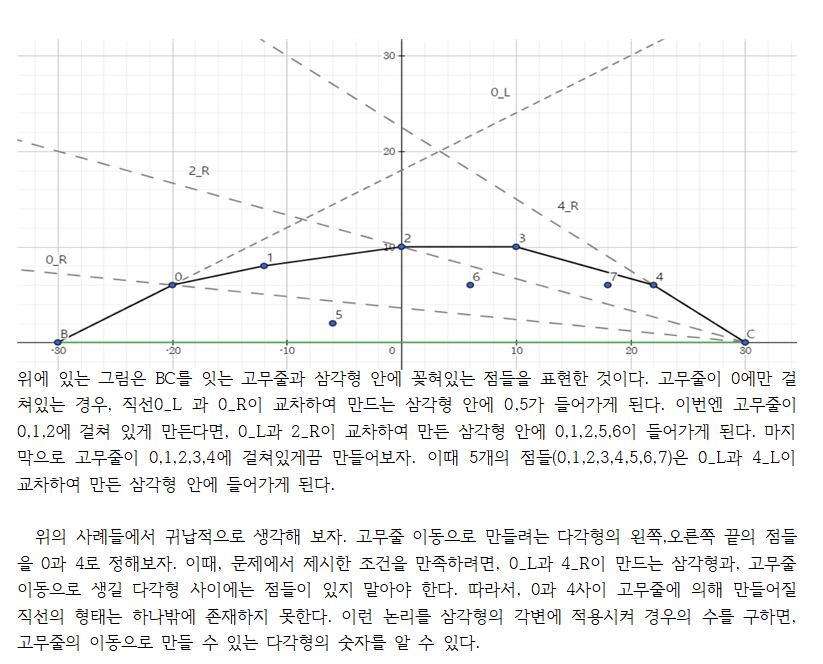 30
0_L
20
2_R
4_R
10
2
3
0_R
1
0
6
7
4
5
B
C
-30
-20
-10
0
10
20
30
위에 있는 그림은 BC를 잇는 고무줄과 삼각형 안에 꽂혀있는 점들을 표현한 것이다. 고무줄이 0에만 걸
쳐있는 경우, 직선0_L 과 0_R이 교차하여 만드는 삼각형 안에 0,5가 들어가게 된다. 이번엔 고무줄이
0,1,2에 걸쳐 있게 만든다면, 0_L과 2_R이 교차하여 만든 삼각형 안에 0,1,2,5,6이 들어가게 된다. 마지
막으로 고무줄이 0,1,2,3,4에 걸쳐있게끔 만들어보자. 이때 5개의 점들(0,1,2,3,4,5,6,7)은 0_L과 4_L이
교차하여 만든 삼각형 안에 들어가게 된다.
위의 사례들에서 귀납적으로 생각해 보자. 고무줄 이동으로 만들려는 다각형의 왼쪽,오른쪽 끝의 점들
을 0과 4로 정해보자. 이때, 문제에서 제시한 조건을 만족하려면, 0_L과 4_R이 만드는 삼각형과, 고무줄
이동으로 생길 다각형 사이에는 점들이 있지 말아야 한다. 따라서, 0과 4사이 고무줄에 의해 만들어질
직선의 형태는 하나밖에 존재하지 못한다. 이런 논리를 삼각형의 각변에 적용시켜 경우의 수를 구하면,
고무줄의 이동으로 만들 수 있는 다각형의 숫자를 알 수 있다.